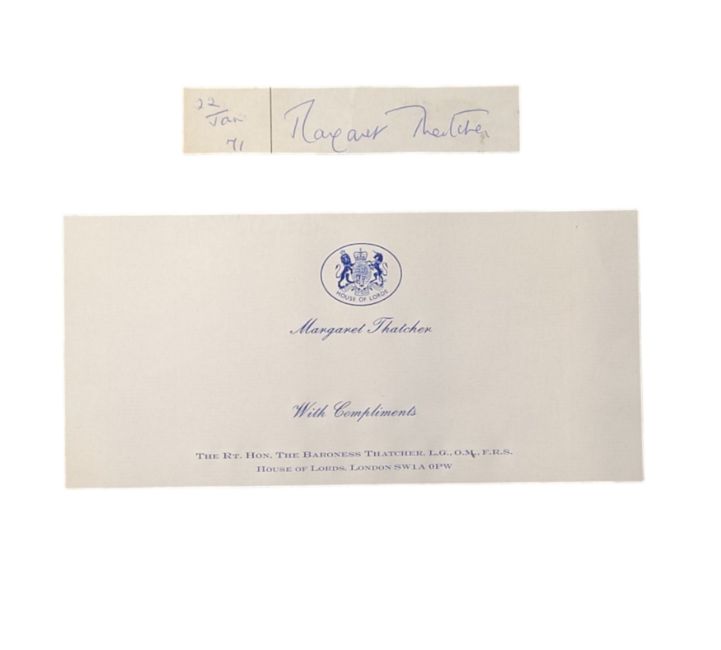 22
Jan
71
Margaret Thatcher
HOUSE OF LORDS
Margaret Thatcher
With Compliments
THE RT. HON. THE BARONESS THATCHER, L.G., O.M., F.R.S.
HOUSE OF LORDS, LONDON SW1A 0PW